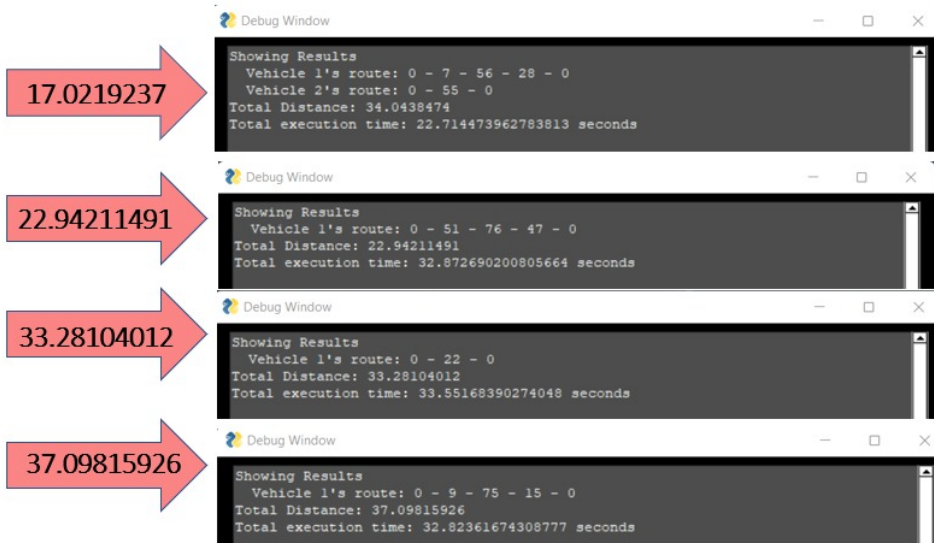 17.0219237
Debug Window
Showing Results
Vehicle 1's route: 0 - 7 - 56 - 28 - 0
Vehicle 2's route: 0 - 55 - 0
Total Distance: 34.0438474
Total execution time: 22.714473962783813 seconds
22.94211491
Debug Window
Showing Results
Vehicle 1's route: 0 - 51 - 76 - 47 - 0
Total Distance: 22.94211491
Total execution time: 32.872690200805664 seconds
33.28104012
Debug Window
Showing Results
Vehicle 1's route: 0 - 22 - 0
Total Distance: 33.28104012
Total execution time: 33.55168390274048 seconds
37.09815926
Debug Window
Showing Results
Vehicle 1's route: 0 - 9 - 75 - 15 - 0
Total Distance: 37.09815926
Total execution time: 32.82361674308777 seconds